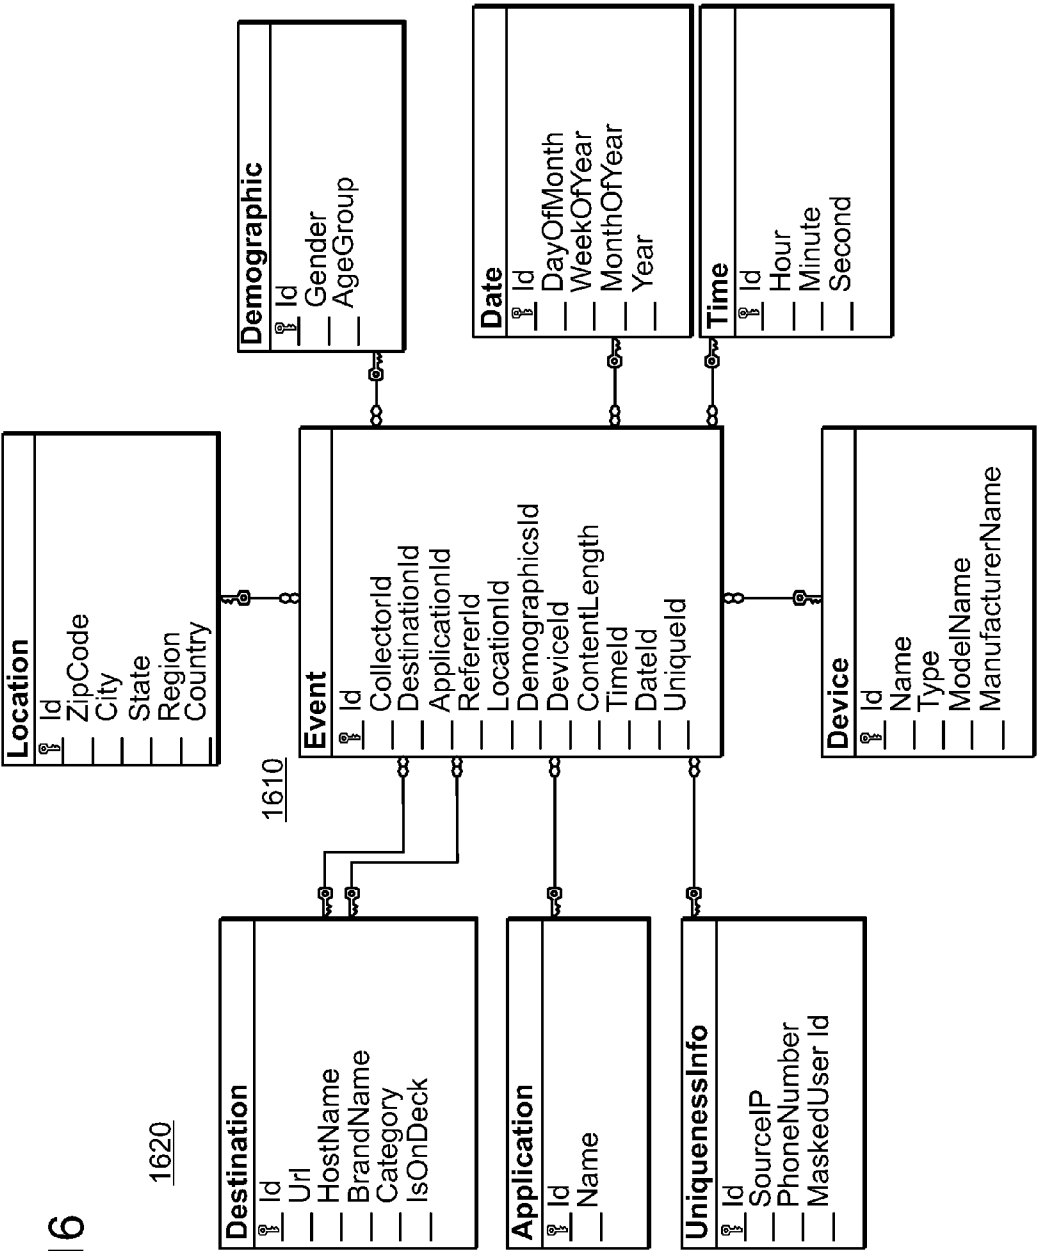 16
1620
1610
Destination
Id
Url
HostName
BrandName
Category
IsOnDeck
Application
Id
Name
UniquenessInfo
Id
SourceIP
PhoneNumber
MaskedUser Id
Location
Id
ZipCode
City
State
Region
Country
Event
Id
CollectorId
DestinationId
ApplicationId
RefererId
LocationId
DemographicsId
DeviceId
ContentLength
TimeId
DateId
UniqueId
Device
Id
Name
Type
ModelName
ManufacturerName
Demographic
Id
Gender
AgeGroup
Date
Id
DayOfMonth
WeekOfYear
MonthOfYear
Year
Time
Id
Hour
Minute
Second